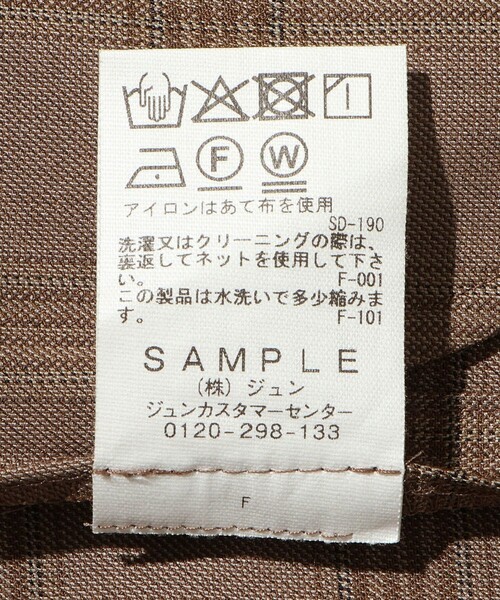 F W
アイロンはあて布を使用
SD-190
洗濯又はクリーニングの際は、
裏返してネットを使用して下さ
い。 F-001
この製品は水洗いで多少縮みま
す。 F-101
SAMPLE
(株)ジュン
ジュンカスタマーセンター
0120-298-133
F